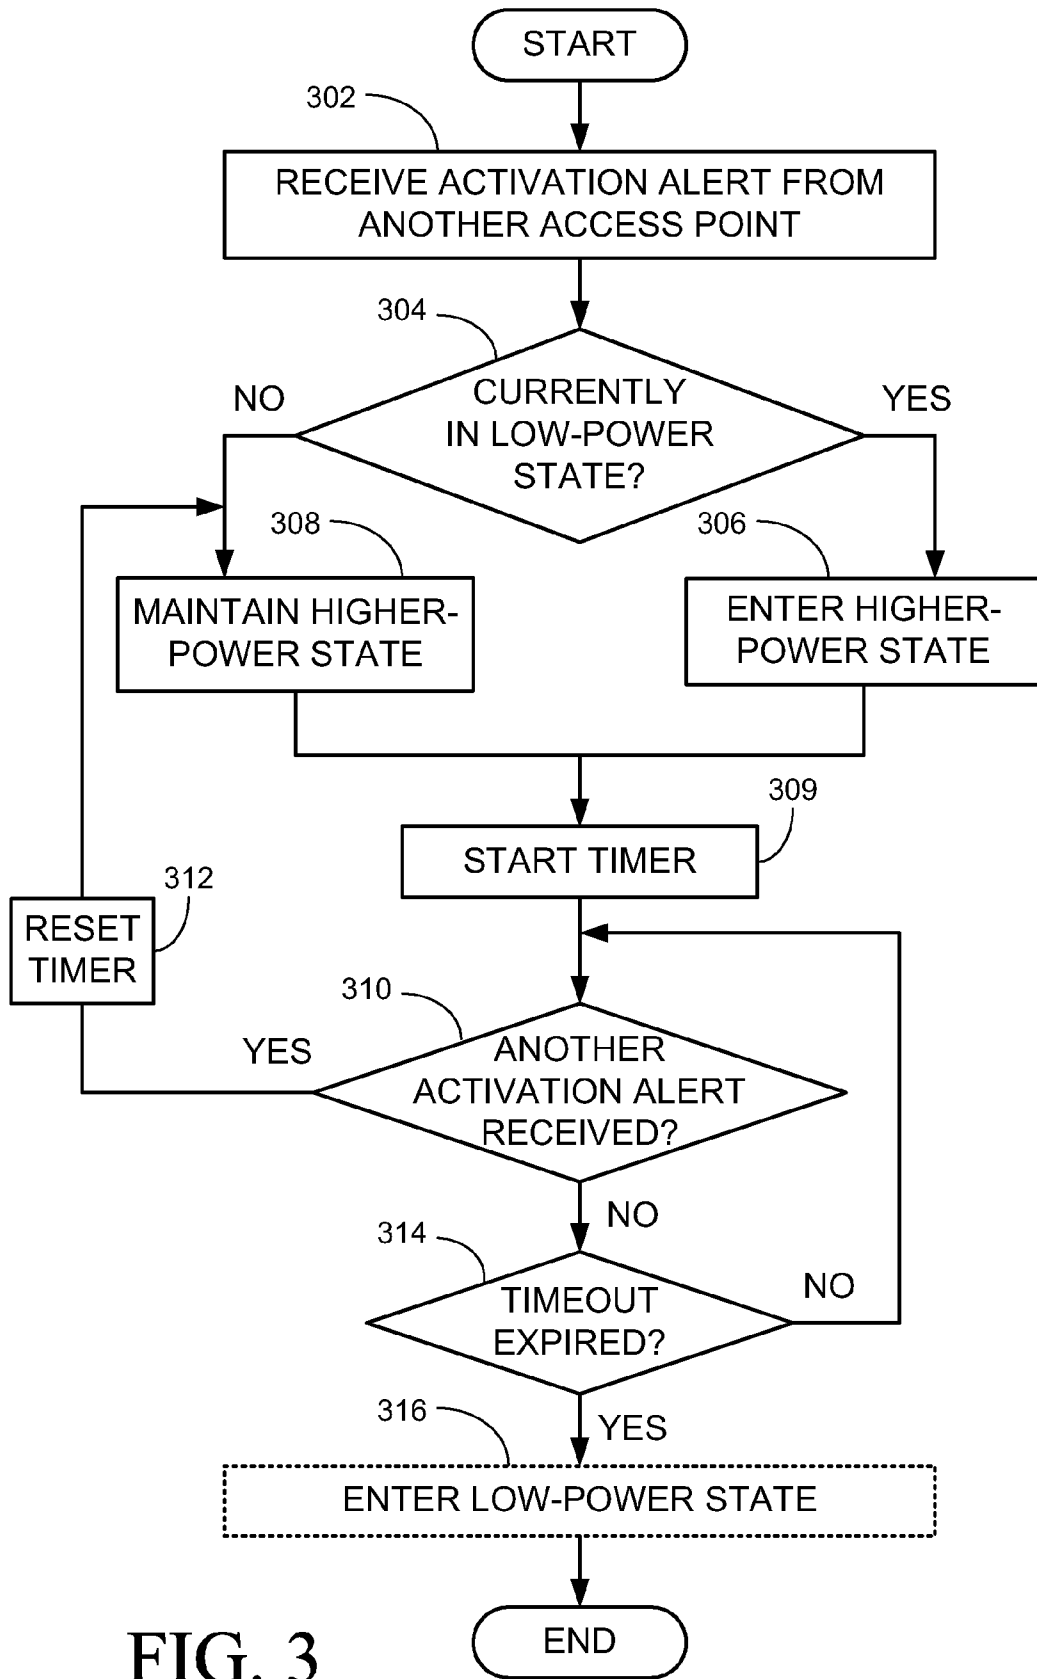 START
302
RECEIVE ACTIVATION ALERT FROM
ANOTHER ACCESS POINT
304
CURRENTLY
IN LOW-POWER
STATE?
NO
YES
308
306
MAINTAIN HIGHER-
POWER STATE
ENTER HIGHER-
POWER STATE
309
START TIMER
312
RESET
TIMER
310
YES
ANOTHER
ACTIVATION ALERT
RECEIVED?
NO
314
TIMEOUT
EXPIRED?
NO
316
YES
ENTER LOW-POWER STATE
END
FIG. 3